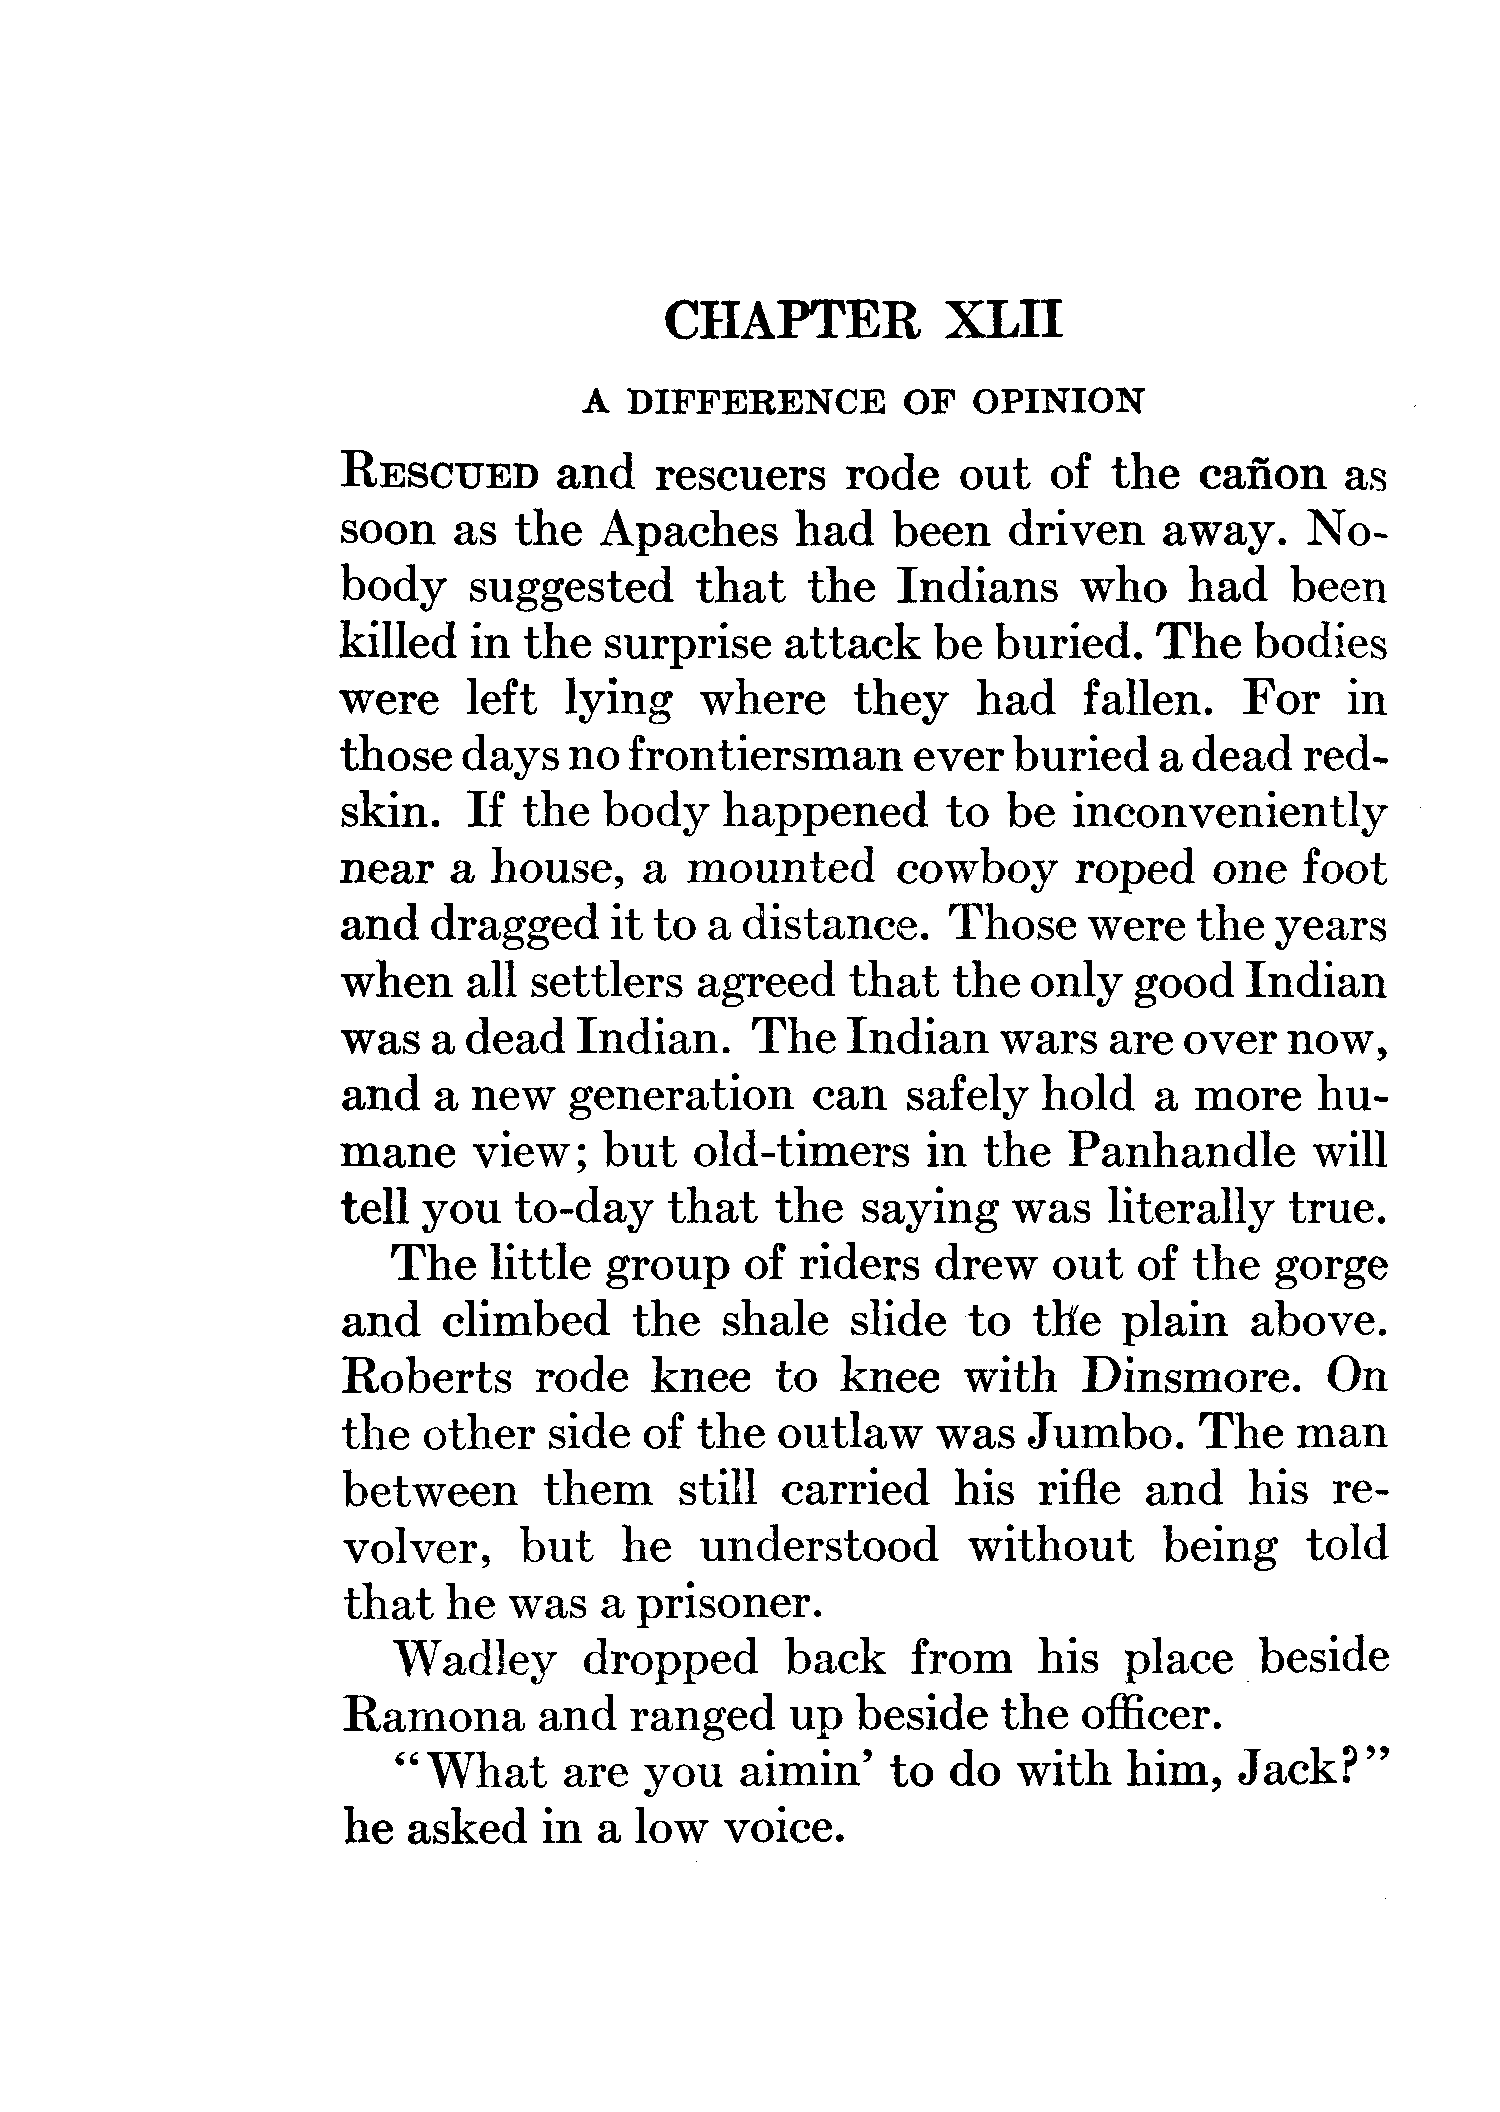 CHAPTER XLII
A DIFFERENCE OF OPINION
RESCUED and rescuers rode out of the cañon as
soon as the Apaches had been driven away. No-
body suggested that the Indians who had been
killed in the surprise attack be buried. The bodies
were left lying where they had fallen. For in
those days no frontiersman ever buried a dead red-
skin. If the body happened to be inconveniently
near a house, a mounted cowboy roped one foot
and dragged it to a distance. Those were the years
when all settlers agreed that the only good Indian
was a dead Indian. The Indian wars are over now,
and a new generation can safely hold a more hu-
mane view; but old-timers in the Panhandle will
tell you to-day that the saying was literally true.
The little group of riders drew out of the gorge
and climbed the shale slide to the plain above.
Roberts rode knee to knee with Dinsmore. On
the other side of the outlaw was Jumbo. The man
between them still carried his rifle and his re-
volver, but he understood without being told
that he was a prisoner.
Wadley dropped back from his place beside
Ramona and ranged up beside the officer.
“What are you aimin’ to do with him, Jack?”
he asked in a low voice.